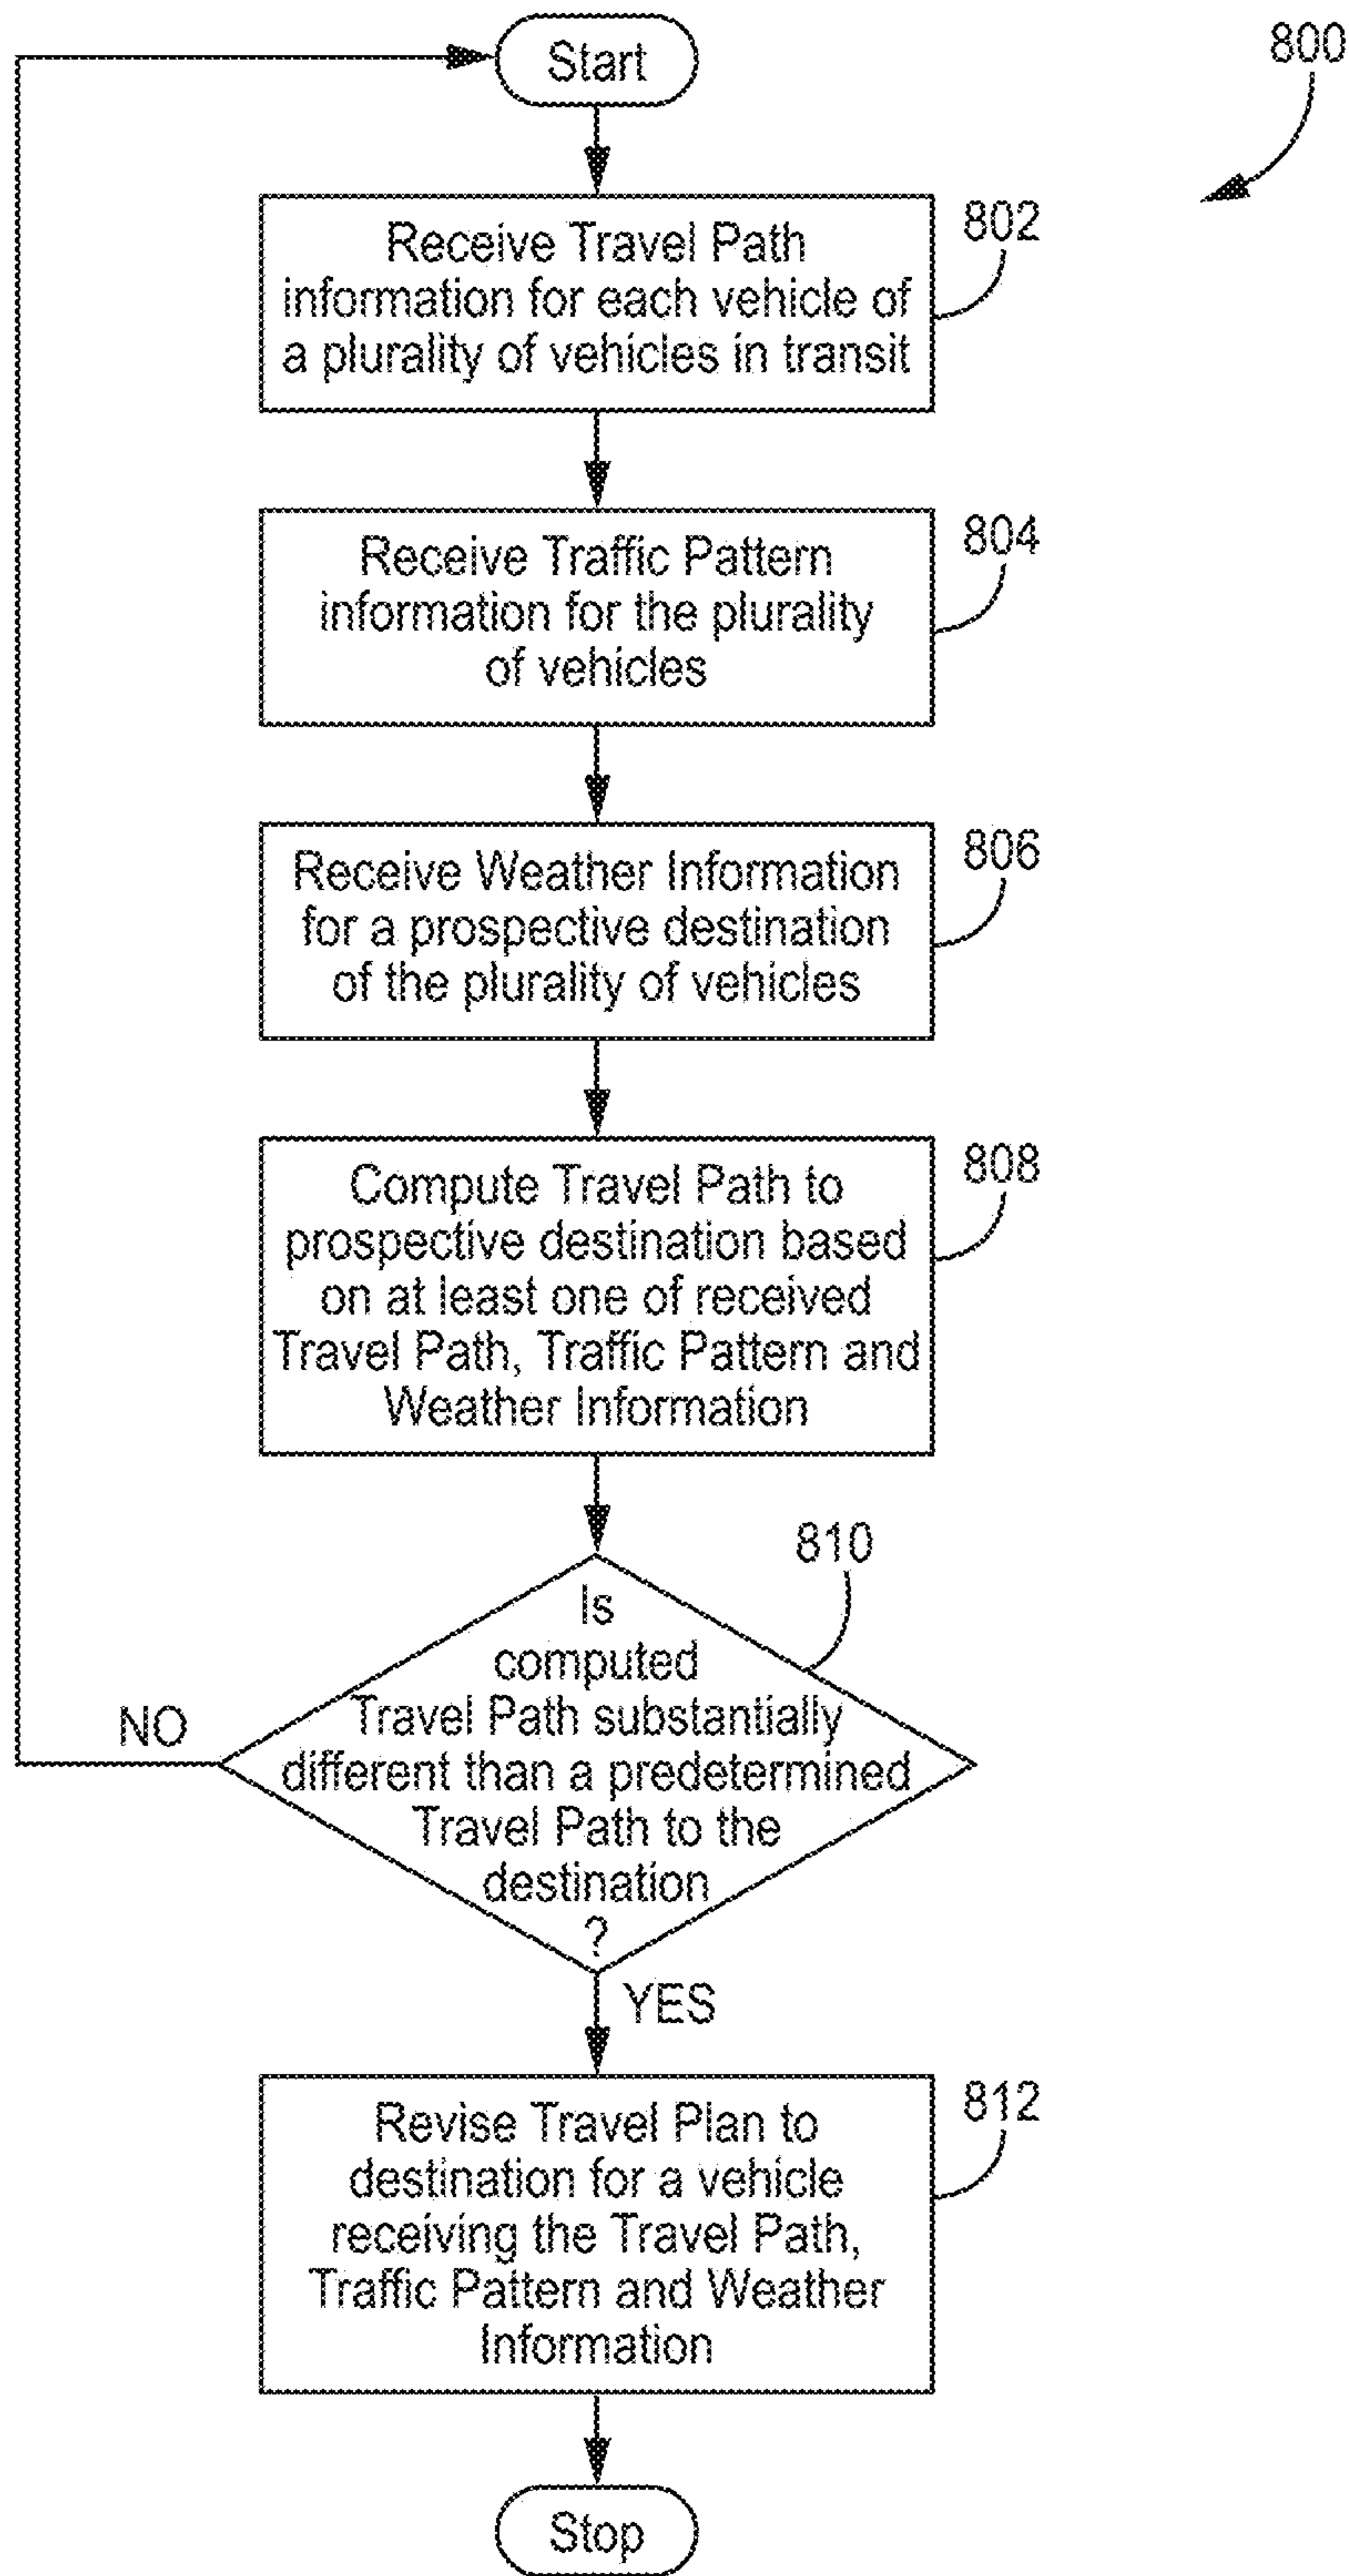 Start
800
Receive Travel Path
information for each vehicle of
a plurality of vehicles in transit
802
Receive Traffic Pattern
information for the plurality
of vehicles
804
Receive Weather Information
for a prospective destination
of the plurality of vehicles
806
Compute Travel Path to
prospective destination based
on at least one of received
Travel Path, Traffic Pattern and
Weather Information
808
810
Is
computed
Travel Path substantially
different than a predetermined
Travel Path to the
destination
?
NO
YES
Revise Travel Plan to
destination for a vehicle
receiving the Travel Path,
Traffic Pattern and Weather
Information
812
Stop